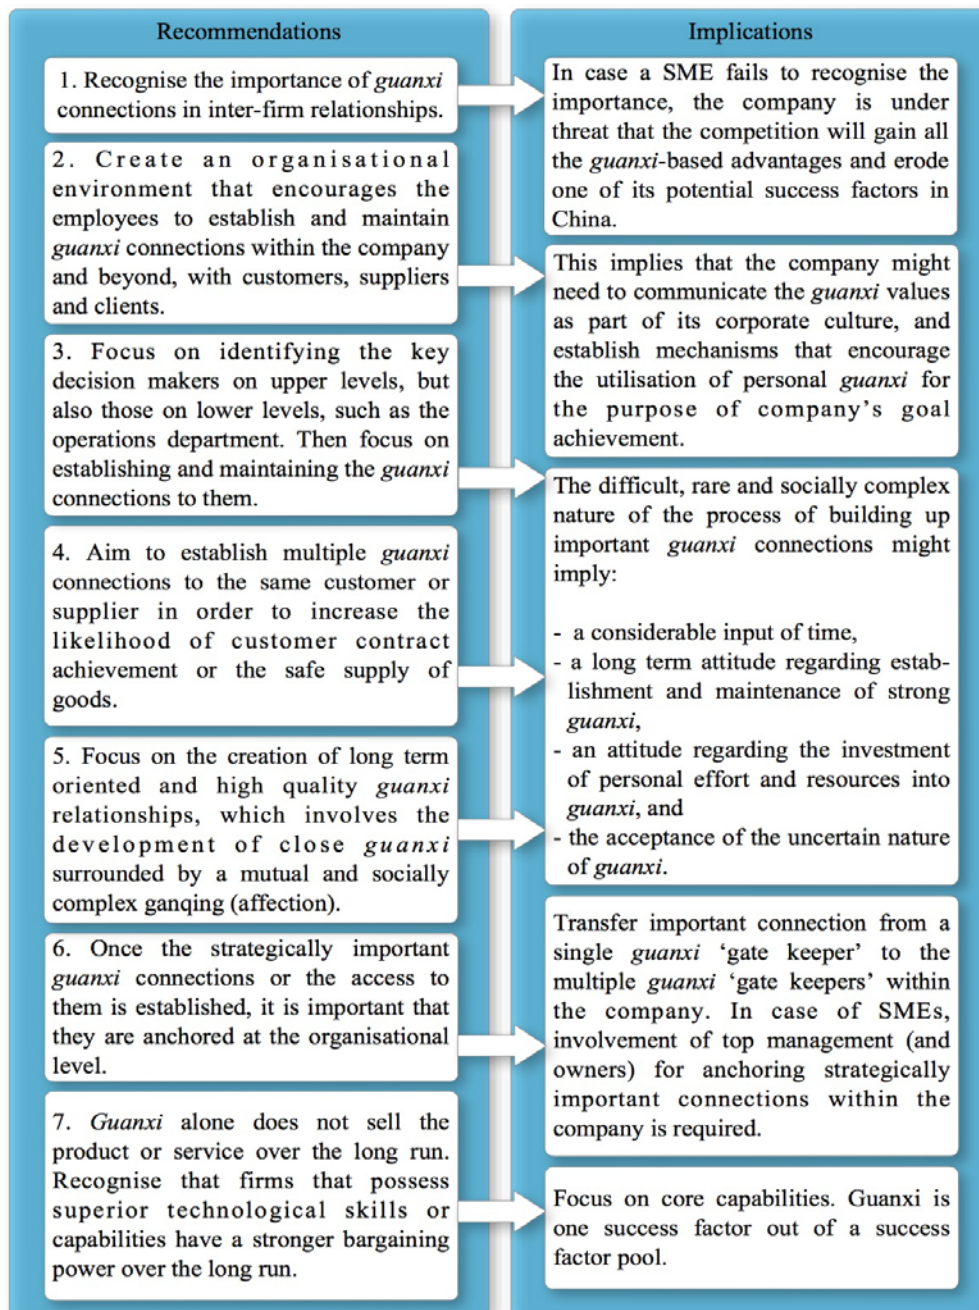 Recommendations
1. Recognise the importance of guanxi
connections in inter-firm relationships.
2. Create an organisational
environment that encourages the
employees to establish and maintain
guanxi connections within the company
and beyond, with customers, suppliers
and clients.
3. Focus on identifying the key
decision makers on upper levels, but
also those on lower levels, such as the
operations department. Then focus on
establishing and maintaining the guanxi
connections to them.
4. Aim to establish multiple guanxi
connections to the same customer or
supplier in order to increase the
likelihood of customer contract
achievement or the safe supply of
goods.
5. Focus on the creation of long term
oriented and high quality guanxi
relationships, which involves the
development of close guanxi
surrounded by a mutual and socially
complex ganqing (affection).
6. Once the strategically important
guanxi connections or the access to
them is established, it is important that
they are anchored at the organisational
level.
7. Guanxi alone does not sell the
product or service over the long run.
Recognise that firms that possess
superior technological skills or
capabilities have a stronger bargaining
power over the long run.
Implications
In case a SME fails to recognise the
importance, the company is under
threat that the competition will gain all
the guanxi-based advantages and erode
one of its potential success factors in
China.
This implies that the company might
need to communicate the guanxi values
as part of its corporate culture, and
establish mechanisms that encourage
the utilisation of personal guanxi for
the purpose of company's goal
achievement.
The difficult, rare and socially complex
nature of the process of building up
important guanxi connections might
imply:
- a considerable input of time,
- a long term attitude regarding estab-
lishment and maintenance of strong
guanxi,
- an attitude regarding the investment
of personal effort and resources into
guanxi, and
- the acceptance of the uncertain nature
of guanxi.
Transfer important connection from a
single guanxi 'gate keeper' to the
multiple guanxi 'gate keepers' within
the company. In case of SMEs,
involvement of top management (and
owners) for anchoring strategically
important connections within the
company is required.
Focus on core capabilities. Guanxi is
one success factor out of a success
factor pool.